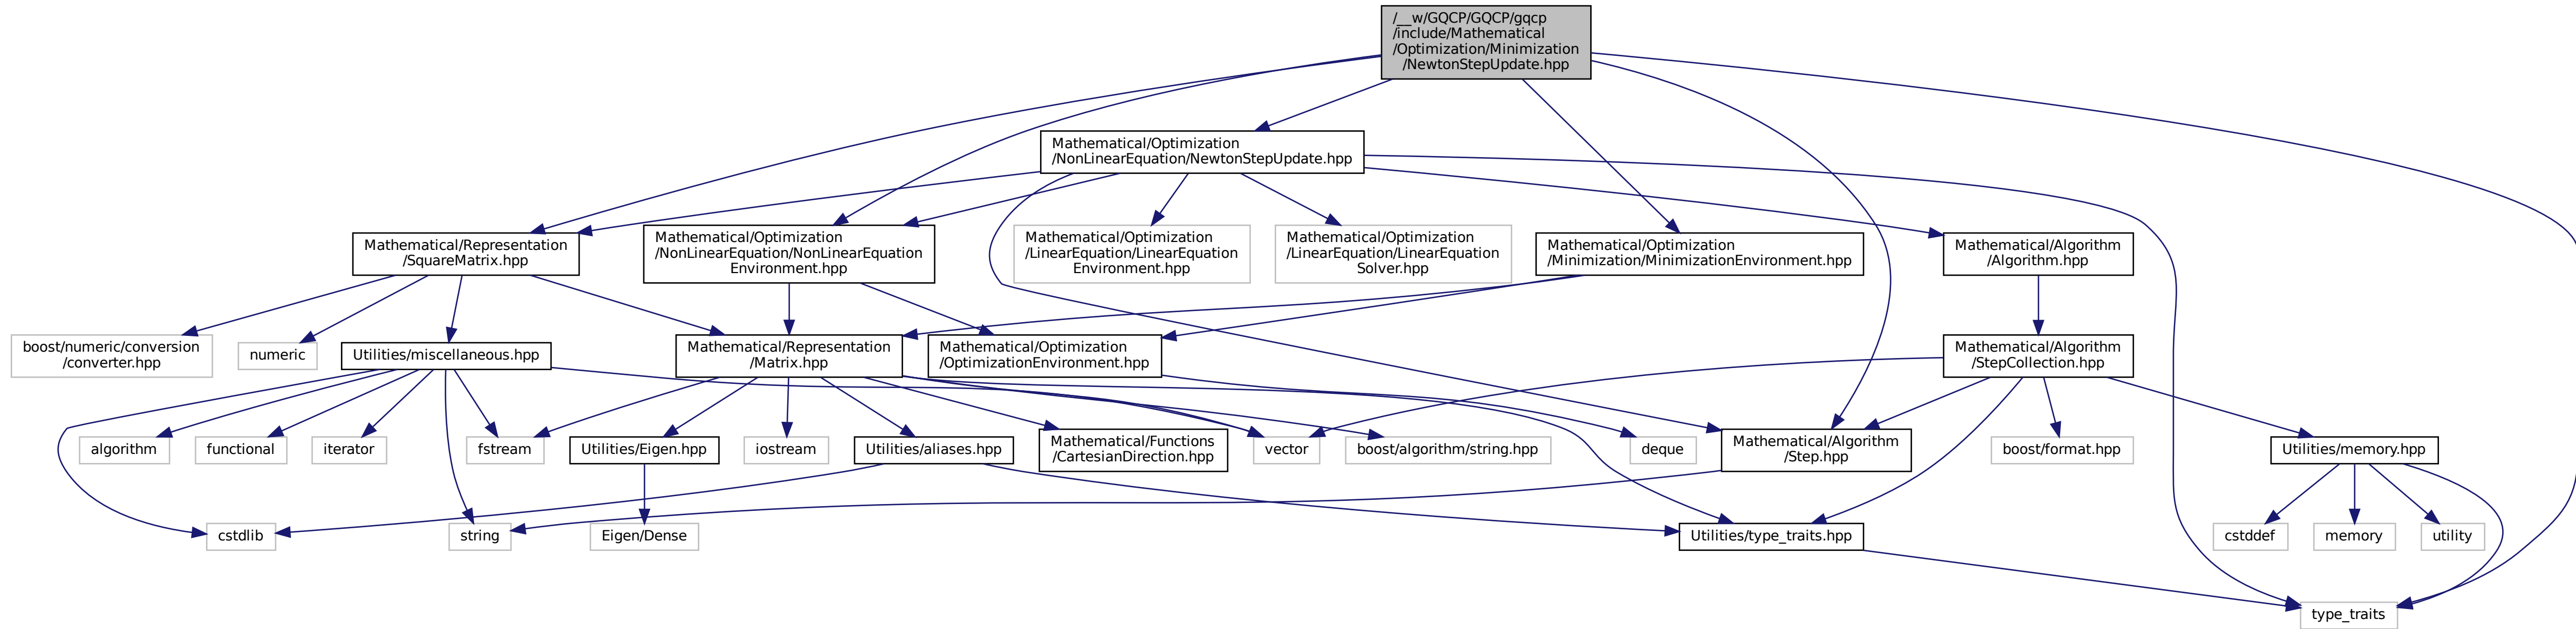 /__w/GQCP/GQCP/gqcp
/include/Mathematical
/Optimization/Minimization
/NewtonStepUpdate.hpp
Mathematical/Optimization
/NonLinearEquation/NewtonStepUpdate.hpp
Mathematical/Representation
/SquareMatrix.hpp
Mathematical/Optimization
/NonLinearEquation/NonLinearEquation
Environment.hpp
Mathematical/Optimization
/LinearEquation/LinearEquation
Environment.hpp
Mathematical/Optimization
/LinearEquation/LinearEquation
Solver.hpp
Mathematical/Optimization
/Minimization/MinimizationEnvironment.hpp
Mathematical/Algorithm
/Algorithm.hpp
boost/numeric/conversion
/converter.hpp
numeric
Utilities/miscellaneous.hpp
Mathematical/Representation
/Matrix.hpp
Mathematical/Optimization
/OptimizationEnvironment.hpp
Mathematical/Algorithm
/StepCollection.hpp
algorithm
functional
iterator
fstream
Utilities/Eigen.hpp
iostream
Utilities/aliases.hpp
Mathematical/Functions
/CartesianDirection.hpp
vector
boost/algorithm/string.hpp
deque
Mathematical/Algorithm
/Step.hpp
boost/format.hpp
Utilities/memory.hpp
cstdlib
string
Eigen/Dense
Utilities/type_traits.hpp
cstddef
memory
utility
type_traits